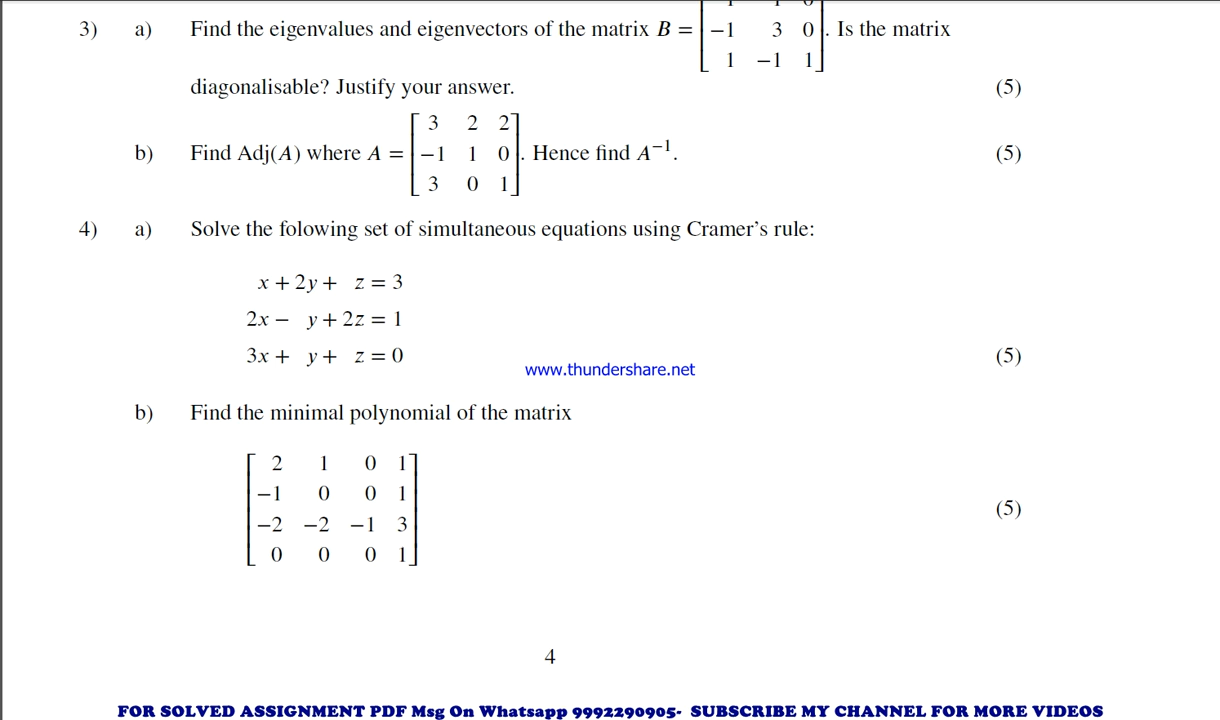 3) a) Find the eigenvalues and eigenvectors of the matrix B = [ −1 3 0 ; 1 −1 1 ]. Is the matrix
diagonalisable? Justify your answer. (5)
b) Find Adj(A) where A = [ 3 2 2 ; −1 1 0 ; 3 0 1 ]. Hence find A⁻¹. (5)
4) a) Solve the folowing set of simultaneous equations using Cramer's rule:
x + 2y + z = 3
2x − y + 2z = 1
3x + y + z = 0 (5)
www.thundershare.net
b) Find the minimal polynomial of the matrix
2 1 0 1
−1 0 0 1
−2 −2 −1 3 (5)
0 0 0 1
4
FOR SOLVED ASSIGNMENT PDF Msg On Whatsapp 9992290905- SUBSCRIBE MY CHANNEL FOR MORE VIDEOS